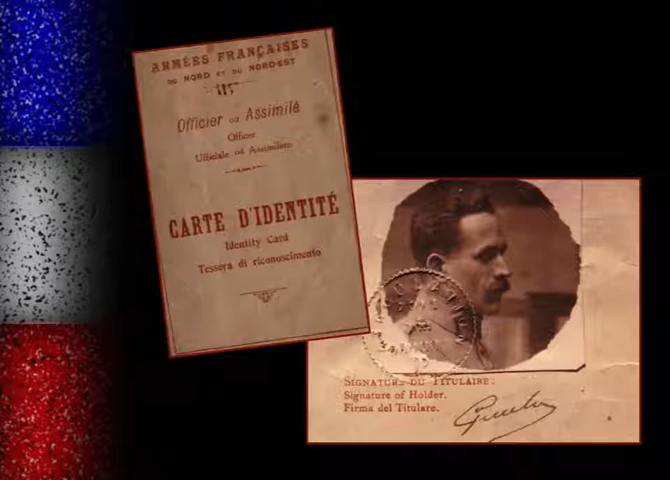 ARMÉES FRANÇAISES
DU NORD ET DU NORD-EST
Officier ou Assimilé
Officer
Ufficiale od Assimilato
CARTE D'IDENTITÉ
Identity Card
Tessera di riconoscimento
SIGNATURE DU TITULAIRE.
Signature of Holder.
Firma del Titulare.